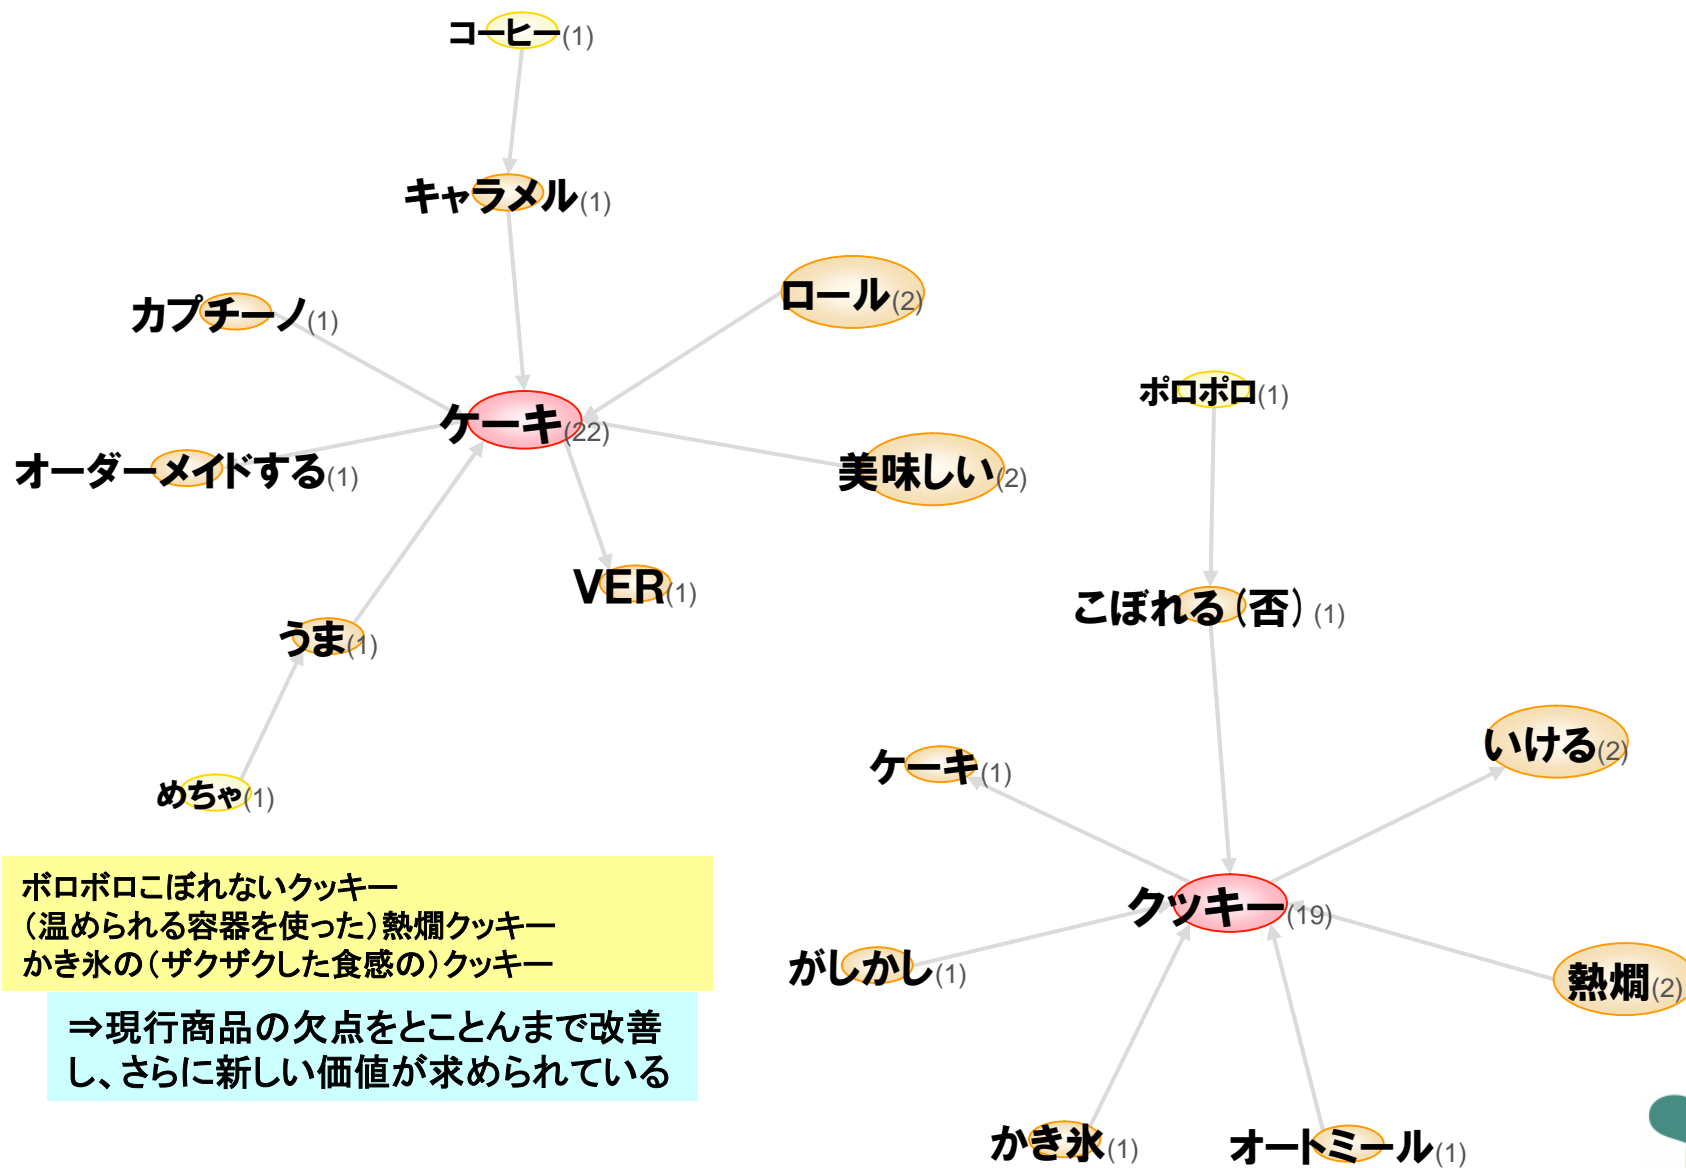 コーヒー(1)
キャラメル(1)
カプチーノ(1)
ロール(2)
ケーキ(22)
オーダーメイドする(1)
美味しい(2)
VER(1)
うま(1)
めちゃ(1)
ポロポロ(1)
こぼれる(否)(1)
ケーキ(1)
いける(2)
クッキー(19)
がしかし(1)
熱燗(2)
かき氷(1)
オートミール(1)
ボロボロこぼれないクッキー
(温められる容器を使った)熱燗クッキー
かき氷の(ザクザクした食感の)クッキー
⇒現行商品の欠点をとことんまで改善
し、さらに新しい価値が求められている